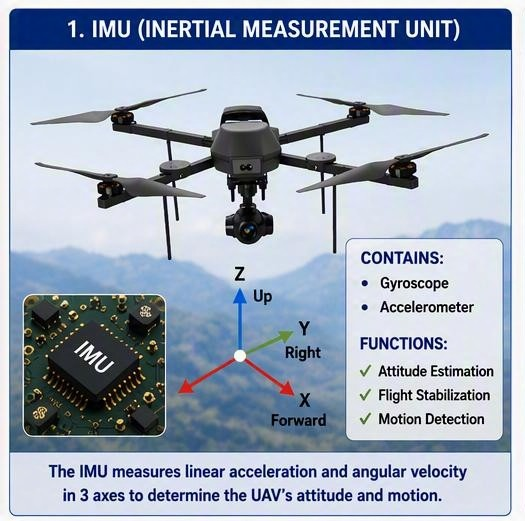 1. IMU (INERTIAL MEASUREMENT UNIT)
Z
Up
Y
Right
X
Forward
IMU
CONTAINS:
• Gyroscope
• Accelerometer
FUNCTIONS:
✓ Attitude Estimation
✓ Flight Stabilization
✓ Motion Detection
The IMU measures linear acceleration and angular velocity
in 3 axes to determine the UAV's attitude and motion.